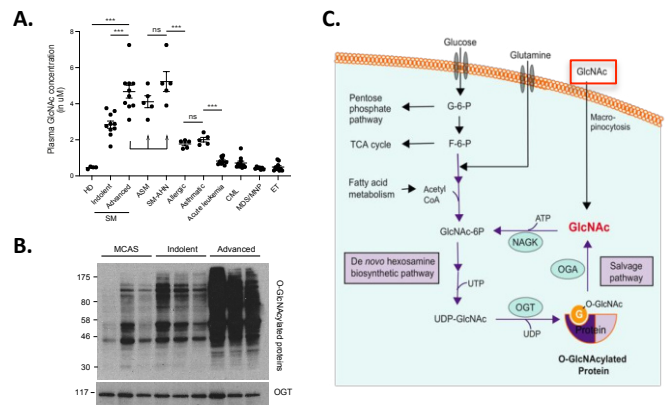 A.
***
***
ns
***
ns
***
Plasma GlcNAc concentration
(in uM)
8
6
4
2
0
HD
Indolent
Advanced
ASM
SM-AHN
Allergic
Asthmatic
Acute leukemia
CML
MDS/MNP
ET
SM
B.
MCAS
Indolent
Advanced
175
80
58
46
30
117
O-GlcNAcylated proteins
OGT
C.
Glucose
Glutamine
GlcNAc
Macro-
pinocytosis
Pentose
phosphate
pathway
G-6-P
TCA cycle
F-6-P
Fatty acid
metabolism
Acetyl
CoA
GlcNAc-6P
ATP
NAGK
GlcNAc
De novo hexosamine
biosynthetic pathway
OGA
Salvage
pathway
UTP
UDP-GlcNAc
OGT
UDP
G
O-GlcNAc
Protein
O-GlcNAcylated
Protein